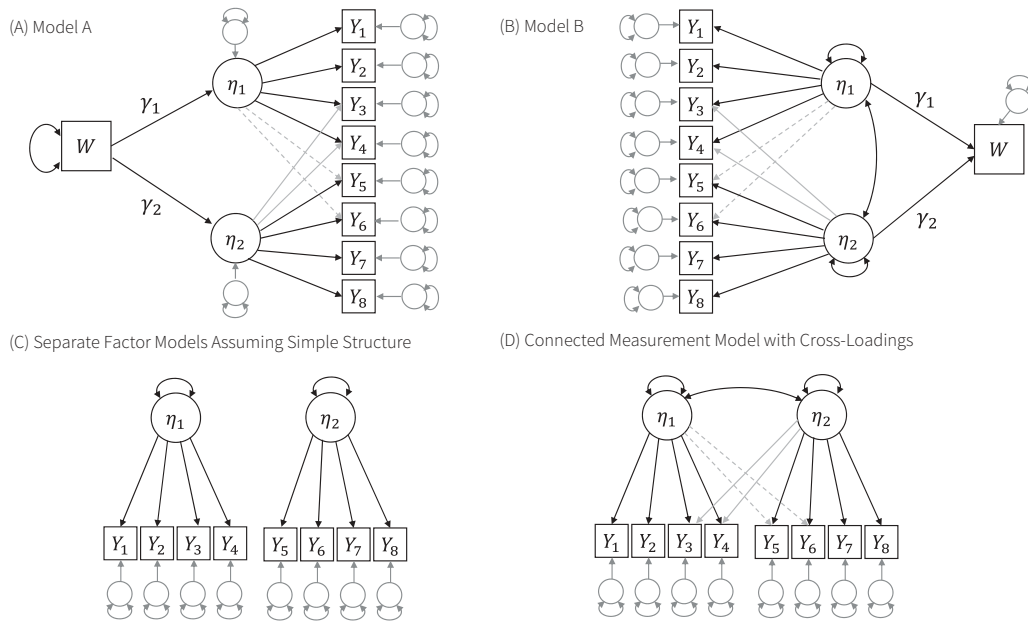 (A) Model A
W
γ₁
γ₂
η₁
η₂
Y₁
Y₂
Y₃
Y₄
Y₅
Y₆
Y₇
Y₈
(B) Model B
Y₁
Y₂
Y₃
Y₄
Y₅
Y₆
Y₇
Y₈
η₁
η₂
γ₁
γ₂
W
(C) Separate Factor Models Assuming Simple Structure
η₁ η₂
Y₁ Y₂ Y₃ Y₄ Y₅ Y₆ Y₇ Y₈
(D) Connected Measurement Model with Cross-Loadings
η₁ η₂
Y₁ Y₂ Y₃ Y₄ Y₅ Y₆ Y₇ Y₈